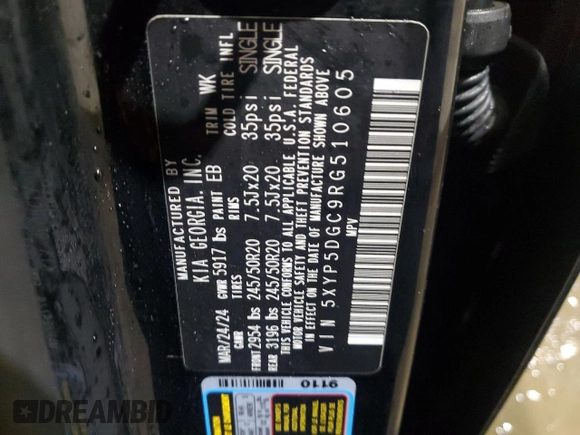 MANUFACTURED BY
KIA GEORGIA, INC.
MAR/24/24 GVWR 5917 lbs PAINT EB TRIM WK
GAWR TIRES RIMS COLD TIRE INFL
FRONT 2954 lbs 245/50R20 7.5Jx20 35psi SINGLE
REAR 3196 lbs 245/50R20 7.5Jx20 35psi SINGLE
THIS VEHICLE CONFORMS TO ALL APPLICABLE U.S.A. FEDERAL
MOTOR VEHICLE SAFETY AND THEFT PREVENTION STANDARDS
IN EFFECT ON THE DATE OF MANUFACTURE SHOWN ABOVE
VIN 5XYP5DGC9RG510605
MPV
9110
DREAMBID